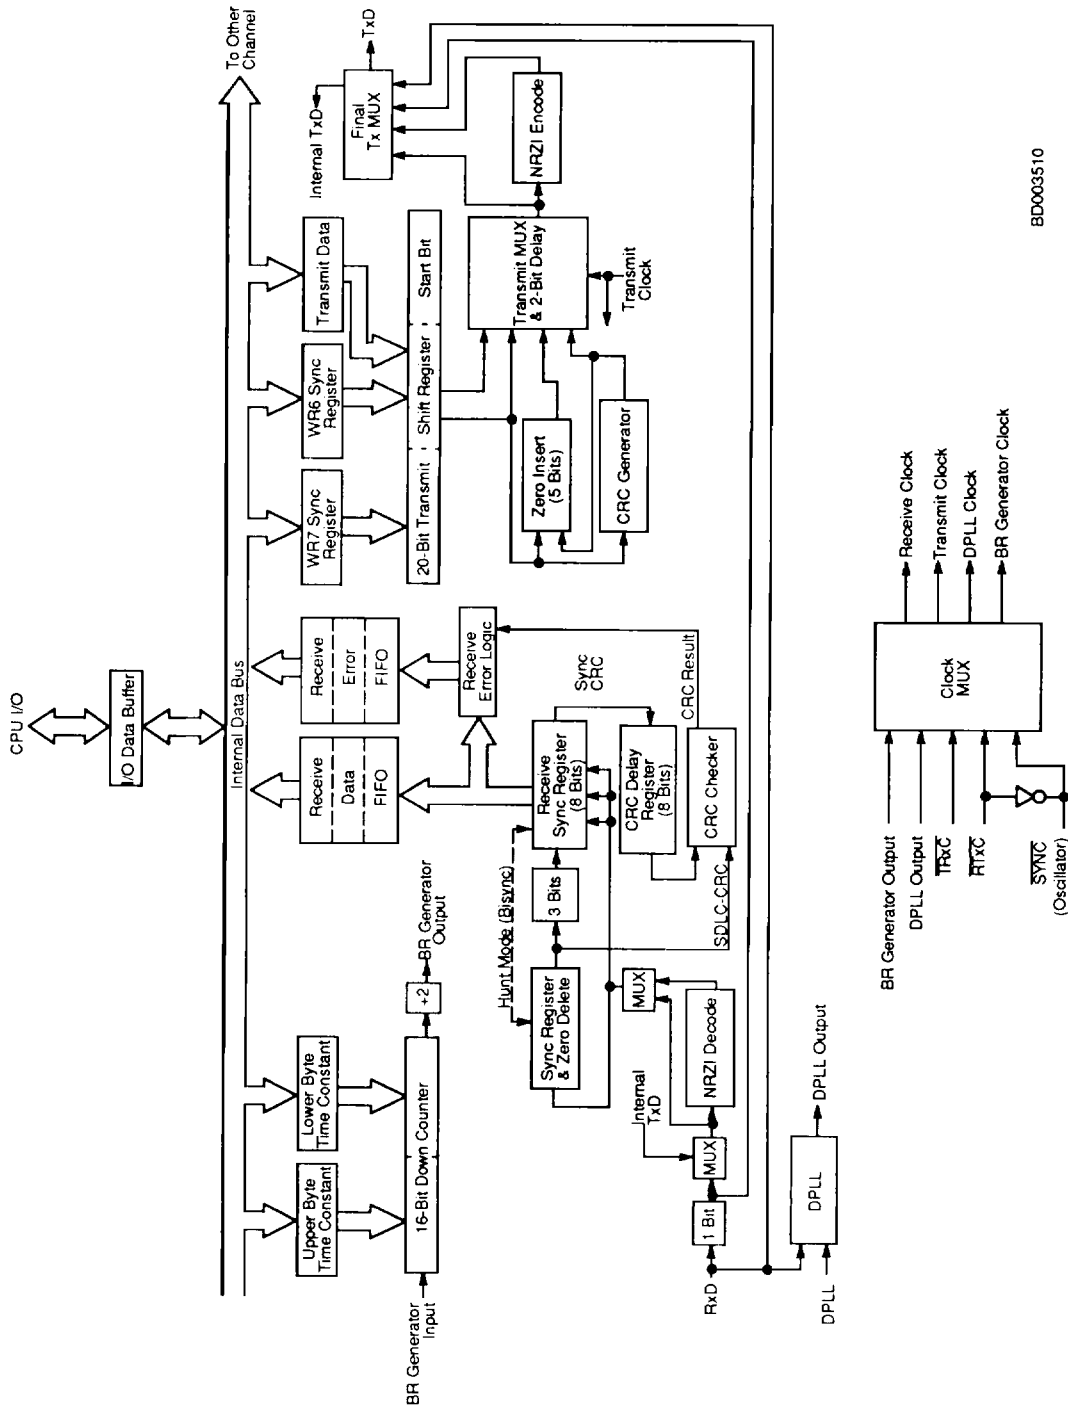 CPU I/O
I/O Data Buffer
Internal Data Bus
To Other
Channel
Upper Byte
Time Constant
Lower Byte
Time Constant
16-Bit Down Counter
BR Generator
Input
÷2
BR Generator
Output
Receive
Data
FIFO
Receive
Error
FIFO
Receive
Error Logic
WR7 Sync
Register
WR6 Sync
Register
Transmit Data
20-Bit Transmit
Shift Register
Start Bit
Internal TxD
Final
Tx MUX
TxD
Hunt Mode (Bisync)
Sync Register
& Zero Delete
3 Bits
Receive
Sync Register
(8 Bits)
Sync
CRC
CRC Delay
Register
(8 Bits)
CRC Checker
CRC Result
SDLC-CRC
Zero Insert
(5 Bits)
CRC Generator
Transmit MUX
& 2-Bit Delay
Transmit
Clock
NRZI Encode
Internal
TxD
MUX
NRZI Decode
MUX
1 Bit
RxD
DPLL
DPLL
DPLL Output
BR Generator Output
DPLL Output
TRxC
RTxC
SYNC
(Oscillator)
Clock
MUX
Receive Clock
Transmit Clock
DPLL Clock
BR Generator Clock
BD003510